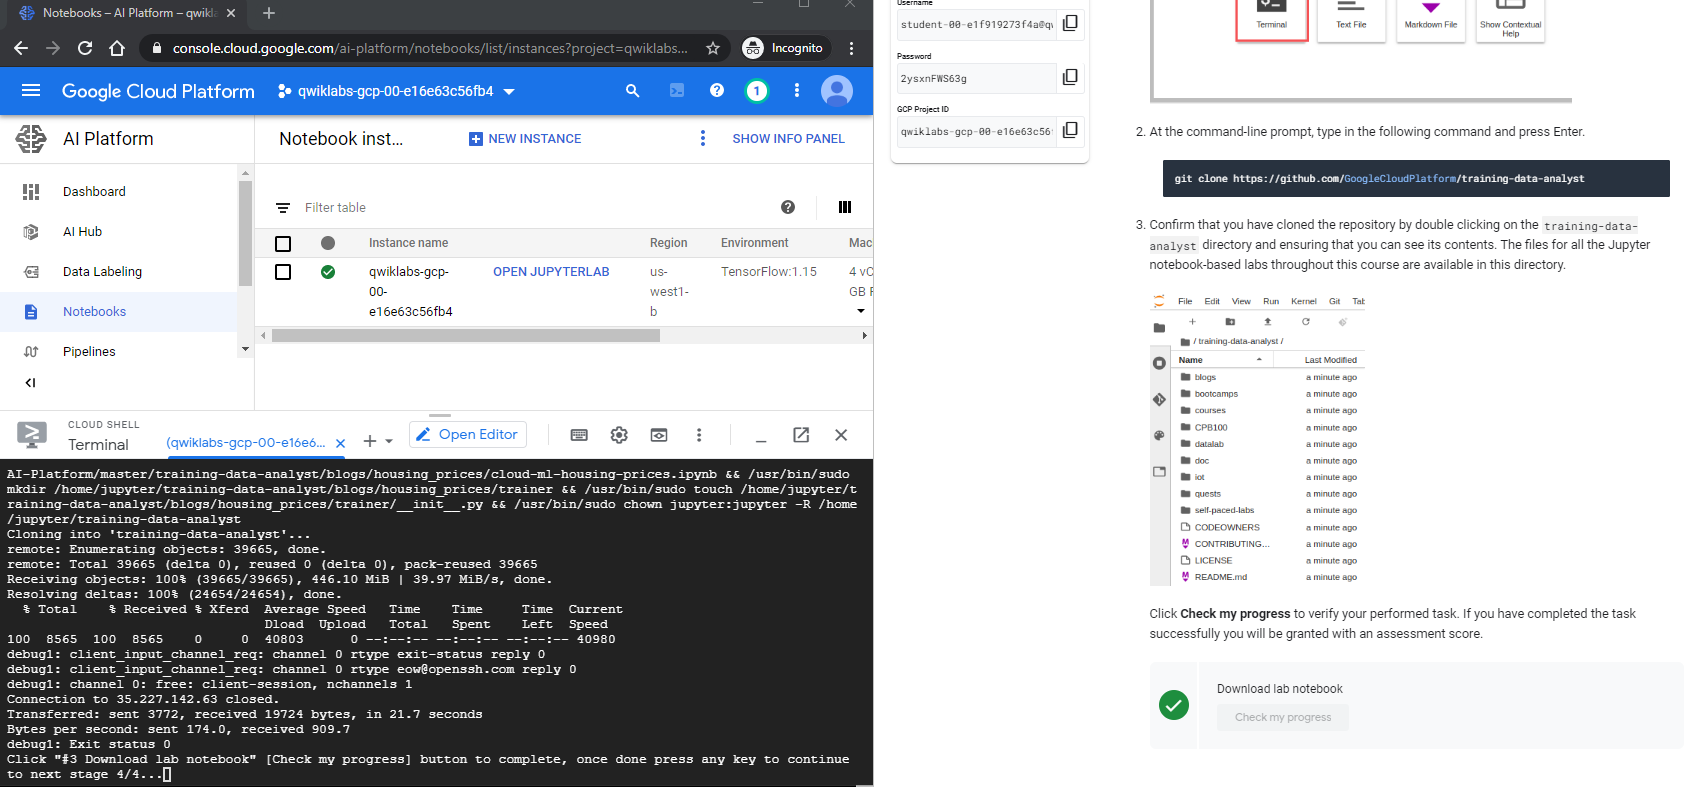 Notebooks – AI Platform – qwikl
console.cloud.google.com/ai-platform/notebooks/list/instances?project=qwiklabs...
Incognito
Google Cloud Platform
qwiklabs-gcp-00-e16e63c56fb4
1
AI Platform
Notebook inst...
NEW INSTANCE
SHOW INFO PANEL
Dashboard
AI Hub
Data Labeling
Notebooks
Pipelines
Filter table
Instance name
Region
Environment
Mac
qwiklabs-gcp-
00-
e16e63c56fb4
OPEN JUPYTERLAB
us-
west1-
b
TensorFlow:1.15
4 vC
GB
CLOUD SHELL
Terminal
(qwiklabs-gcp-00-e16e6...
Open Editor
AI-Platform/master/training-data-analyst/blogs/housing_prices/cloud-ml-housing-prices.ipynb && /usr/bin/sudo
mkdir /home/jupyter/training-data-analyst/blogs/housing_prices/trainer && /usr/bin/sudo touch /home/jupyter/t
raining-data-analyst/blogs/housing_prices/trainer/__init__.py && /usr/bin/sudo chown jupyter:jupyter -R /home
/jupyter/training-data-analyst
Cloning into 'training-data-analyst'...
remote: Enumerating objects: 39665, done.
remote: Total 39665 (delta 0), reused 0 (delta 0), pack-reused 39665
Receiving objects: 100% (39665/39665), 446.10 MiB | 39.97 MiB/s, done.
Resolving deltas: 100% (24654/24654), done.
% Total % Received % Xferd Average Speed Time Time Time Current
Dload Upload Total Spent Left Speed
100 8565 100 8565 0 0 40803 0 --:--:-- --:--:-- --:--:-- 40980
debug1: client_input_channel_req: channel 0 rtype exit-status reply 0
debug1: client_input_channel_req: channel 0 rtype eow@openssh.com reply 0
debug1: channel 0: free: client-session, nchannels 1
Connection to 35.227.142.63 closed.
Transferred: sent 3772, received 19724 bytes, in 21.7 seconds
Bytes per second: sent 174.0, received 909.7
debug1: Exit status 0
Click "#3 Download lab notebook" [Check my progress] button to complete, once done press any key to continue
to next stage 4/4...
Username
student-00-e1f919273f4a@q
Password
2ysxnFWS63g
GCP Project ID
qwiklabs-gcp-00-e16e63c56
Terminal
Text File
Markdown File
Show Contextual
Help
2. At the command-line prompt, type in the following command and press Enter.
git clone https://github.com/GoogleCloudPlatform/training-data-analyst
3. Confirm that you have cloned the repository by double clicking on the training-data-
analyst directory and ensuring that you can see its contents. The files for all the Jupyter
notebook-based labs throughout this course are available in this directory.
File Edit View Run Kernel Git Tab
/ training-data-analyst /
Name Last Modified
blogs a minute ago
bootcamps a minute ago
courses a minute ago
CPB100 a minute ago
datalab a minute ago
doc a minute ago
iot a minute ago
quests a minute ago
self-paced-labs a minute ago
CODEOWNERS a minute ago
CONTRIBUTING... a minute ago
LICENSE a minute ago
README.md a minute ago
Click Check my progress to verify your performed task. If you have completed the task
successfully you will be granted with an assessment score.
Download lab notebook
Check my progress